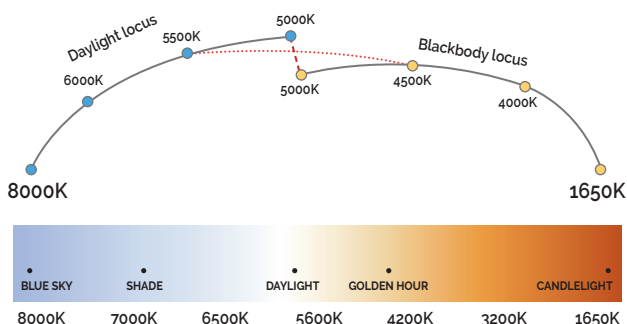 Daylight locus
5000K
5500K
Blackbody locus
6000K
5000K
4500K
4000K
8000K
1650K
BLUE SKY
SHADE
DAYLIGHT
GOLDEN HOUR
CANDLELIGHT
8000K
7000K
6500K
5600K
4200K
3200K
1650K